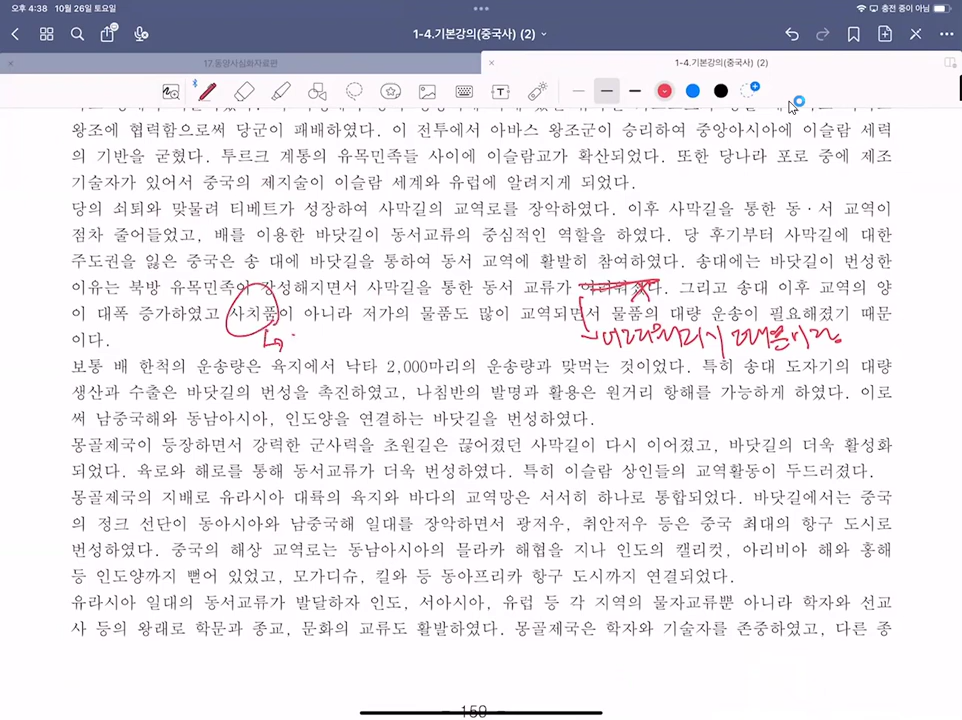 오후 4:38 10월 26일 토요일
충전 중이 아님
1-4.기본강의(중국사) (2)
17.동양사심화자료편
1-4.기본강의(중국사) (2)
왕조에 협력함으로써 당군이 패배하였다. 이 전투에서 아바스 왕조군이 승리하여 중앙아시아에 이슬람 세력
의 기반을 굳혔다. 투르크 계통의 유목민족들 사이에 이슬람교가 확산되었다. 또한 당나라 포로 중에 제조
기술자가 있어서 중국의 제지술이 이슬람 세계와 유럽에 알려지게 되었다.
당의 쇠퇴와 맞물려 티베트가 성장하여 사막길의 교역로를 장악하였다. 이후 사막길을 통한 동·서 교역이
점차 줄어들었고, 배를 이용한 바닷길이 동서교류의 중심적인 역할을 하였다. 당 후기부터 사막길에 대한
주도권을 잃은 중국은 송 대에 바닷길을 통하여 동서 교역에 활발히 참여하였다. 송대에는 바닷길이 번성한
이유는 북방 유목민족이 강성해지면서 사막길을 통한 동서 교류가 어려워졌다. 그리고 송대 이후 교역의 양
이 대폭 증가하였고 사치품이 아니라 저가의 물품도 많이 교역되면서 물품의 대량 운송이 필요해졌기 때문
이다.
보통 배 한척의 운송량은 육지에서 낙타 2,000마리의 운송량과 맞먹는 것이었다. 특히 송대 도자기의 대량
생산과 수출은 바닷길의 번성을 촉진하였고, 나침반의 발명과 활용은 원거리 항해를 가능하게 하였다. 이로
써 남중국해와 동남아시아, 인도양을 연결하는 바닷길을 번성하였다.
몽골제국이 등장하면서 강력한 군사력을 초원길은 끊어졌던 사막길이 다시 이어졌고, 바닷길의 더욱 활성화
되었다. 육로와 해로를 통해 동서교류가 더욱 번성하였다. 특히 이슬람 상인들의 교역활동이 두드러졌다.
몽골제국의 지배로 유라시아 대륙의 육지와 바다의 교역망은 서서히 하나로 통합되었다. 바닷길에서는 중국
의 정크 선단이 동아시아와 남중국해 일대를 장악하면서 광저우, 취안저우 등은 중국 최대의 항구 도시로
번성하였다. 중국의 해상 교역로는 동남아시아의 믈라카 해협을 지나 인도의 캘리컷, 아리비아 해와 홍해
등 인도양까지 뻗어 있었고, 모가디슈, 킬와 등 동아프리카 항구 도시까지 연결되었다.
유라시아 일대의 동서교류가 발달하자 인도, 서아시아, 유럽 등 각 지역의 물자교류뿐 아니라 학자와 선교
사 등의 왕래로 학문과 종교, 문화의 교류도 활발하였다. 몽골제국은 학자와 기술자를 존중하였고, 다른 종
- 159 -